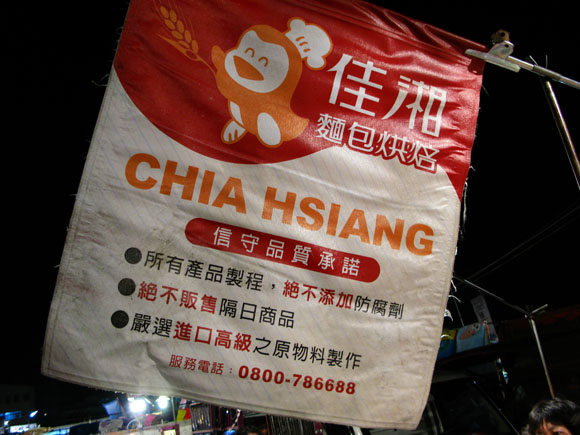 佳湘
麵包烘焙
CHIA HSIANG
信守品質承諾
●所有產品製程，絕不添加防腐劑
●絕不販售隔日商品
●嚴選進口高級之原物料製作
服務電話：0800-786688